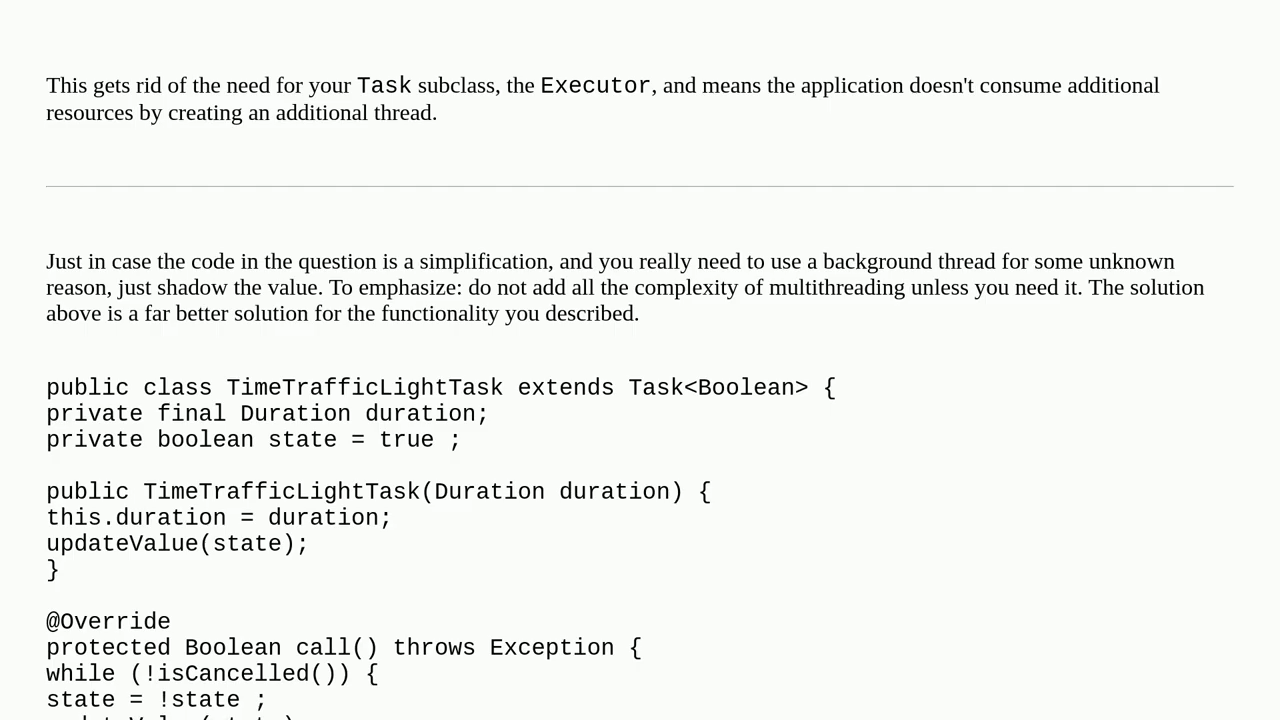 This gets rid of the need for your Task subclass, the Executor, and means the application doesn't consume additional
resources by creating an additional thread.
Just in case the code in the question is a simplification, and you really need to use a background thread for some unknown
reason, just shadow the value. To emphasize: do not add all the complexity of multithreading unless you need it. The solution
above is a far better solution for the functionality you described.
public class TimeTrafficLightTask extends Task<Boolean> {
private final Duration duration;
private boolean state = true ;
public TimeTrafficLightTask(Duration duration) {
this.duration = duration;
updateValue(state);
}
@Override
protected Boolean call() throws Exception {
while (!isCancelled()) {
state = !state ;